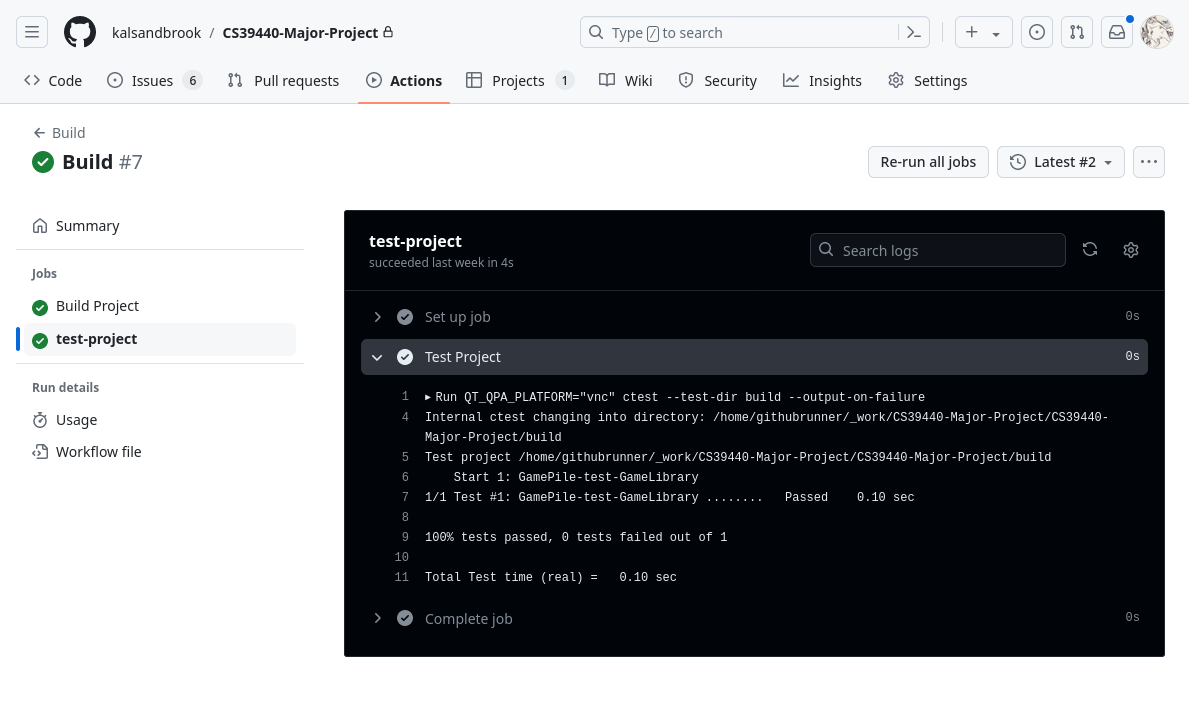 kalsandbrook / CS39440-Major-Project
Type / to search
Code
Issues 6
Pull requests
Actions
Projects 1
Wiki
Security
Insights
Settings
Build
Build #7
Re-run all jobs
Latest #2
Summary
Jobs
Build Project
test-project
Run details
Usage
Workflow file
test-project
succeeded last week in 4s
Search logs
Set up job 0s
Test Project 0s
1 Run QT_QPA_PLATFORM="vnc" ctest --test-dir build --output-on-failure
4 Internal ctest changing into directory: /home/githubrunner/_work/CS39440-Major-Project/CS39440-
Major-Project/build
5 Test project /home/githubrunner/_work/CS39440-Major-Project/CS39440-Major-Project/build
6 Start 1: GamePile-test-GameLibrary
7 1/1 Test #1: GamePile-test-GameLibrary ........ Passed 0.10 sec
8
9 100% tests passed, 0 tests failed out of 1
10
11 Total Test time (real) = 0.10 sec
Complete job 0s